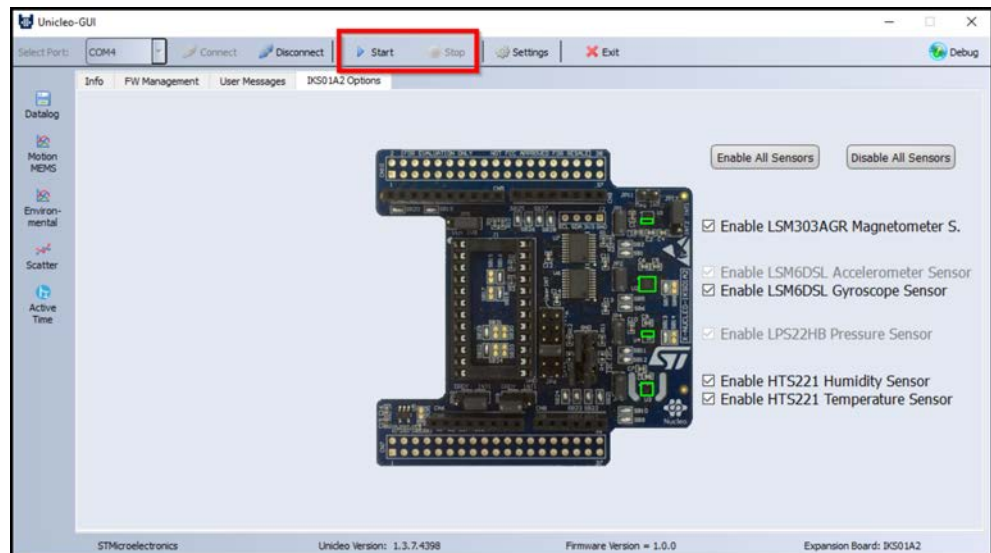 Unicleo-GUI
Select Port: COM4 Connect Disconnect Start Stop Settings Exit Debug
Info FW Management User Messages IKS01A2 Options
Datalog
Motion
MEMS
Environ-
mental
Scatter
Active
Time
Enable All Sensors Disable All Sensors
Enable LSM303AGR Magnetometer S.
Enable LSM6DSL Accelerometer Sensor
Enable LSM6DSL Gyroscope Sensor
Enable LPS22HB Pressure Sensor
Enable HTS221 Humidity Sensor
Enable HTS221 Temperature Sensor
X-NUCLEO-IKS01A2
Nucleo
STMicroelectronics Unicleo Version: 1.3.7.4398 Firmware Version = 1.0.0 Expansion Board: IKS01A2